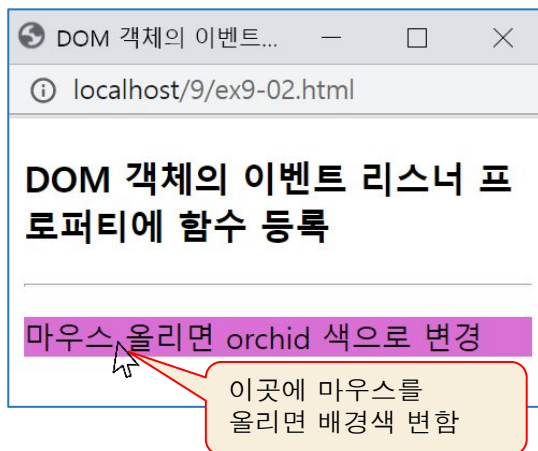 DOM 객체의 이벤트...
localhost/9/ex9-02.html
DOM 객체의 이벤트 리스너 프
로퍼티에 함수 등록
마우스 올리면 orchid 색으로 변경
이곳에 마우스를
올리면 배경색 변함